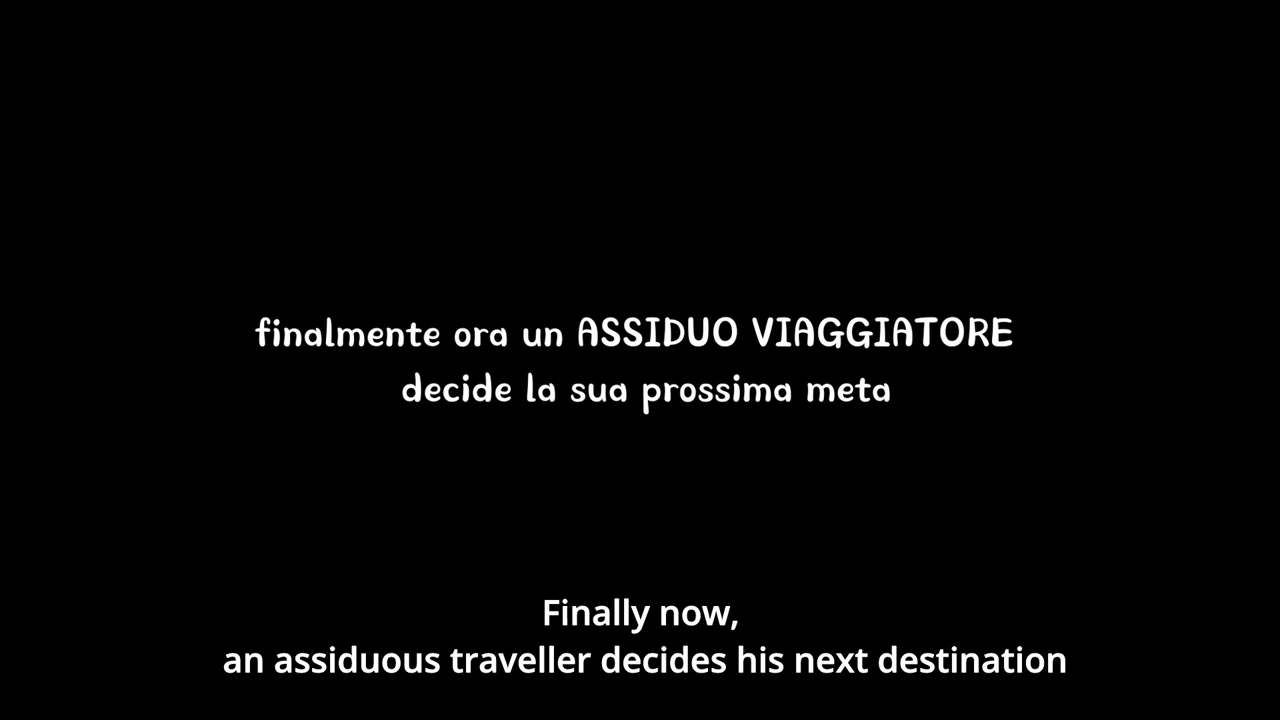 finalmente ora un ASSIDUO VIAGGIATORE
decide la sua prossima meta
Finally now,
an assiduous traveller decides his next destination